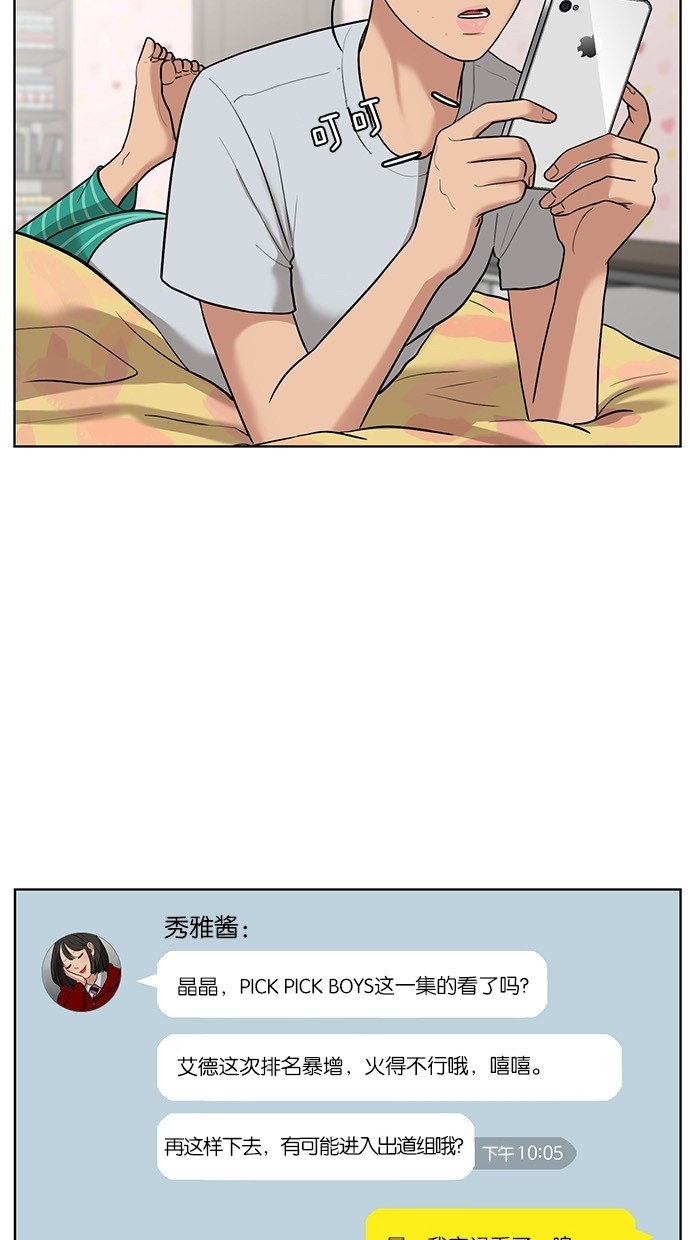 叮叮
秀雅酱：
晶晶，PICK PICK BOYS这一集的看了吗？
艾德这次排名暴增，火得不行哦，嘻嘻。
再这样下去，有可能进入出道组哦？
下午 10:05